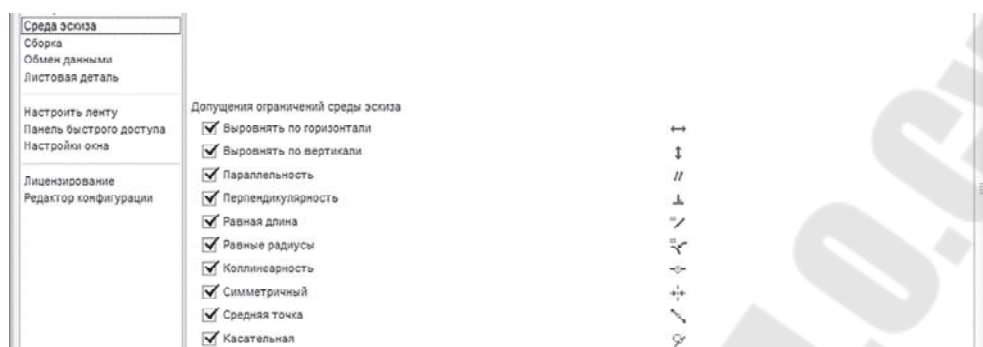 Среда эскиза
Сборка
Обмен данными
Листовая деталь
Настроить ленту
Панель быстрого доступа
Настройки окна
Лицензирование
Редактор конфигурации
Допущения ограничений среды эскиза
Выровнять по горизонтали
Выровнять по вертикали
Параллельность
Перпендикулярность
Равная длина
Равные радиусы
Коллинеарность
Симметричный
Средняя точка
Касательная